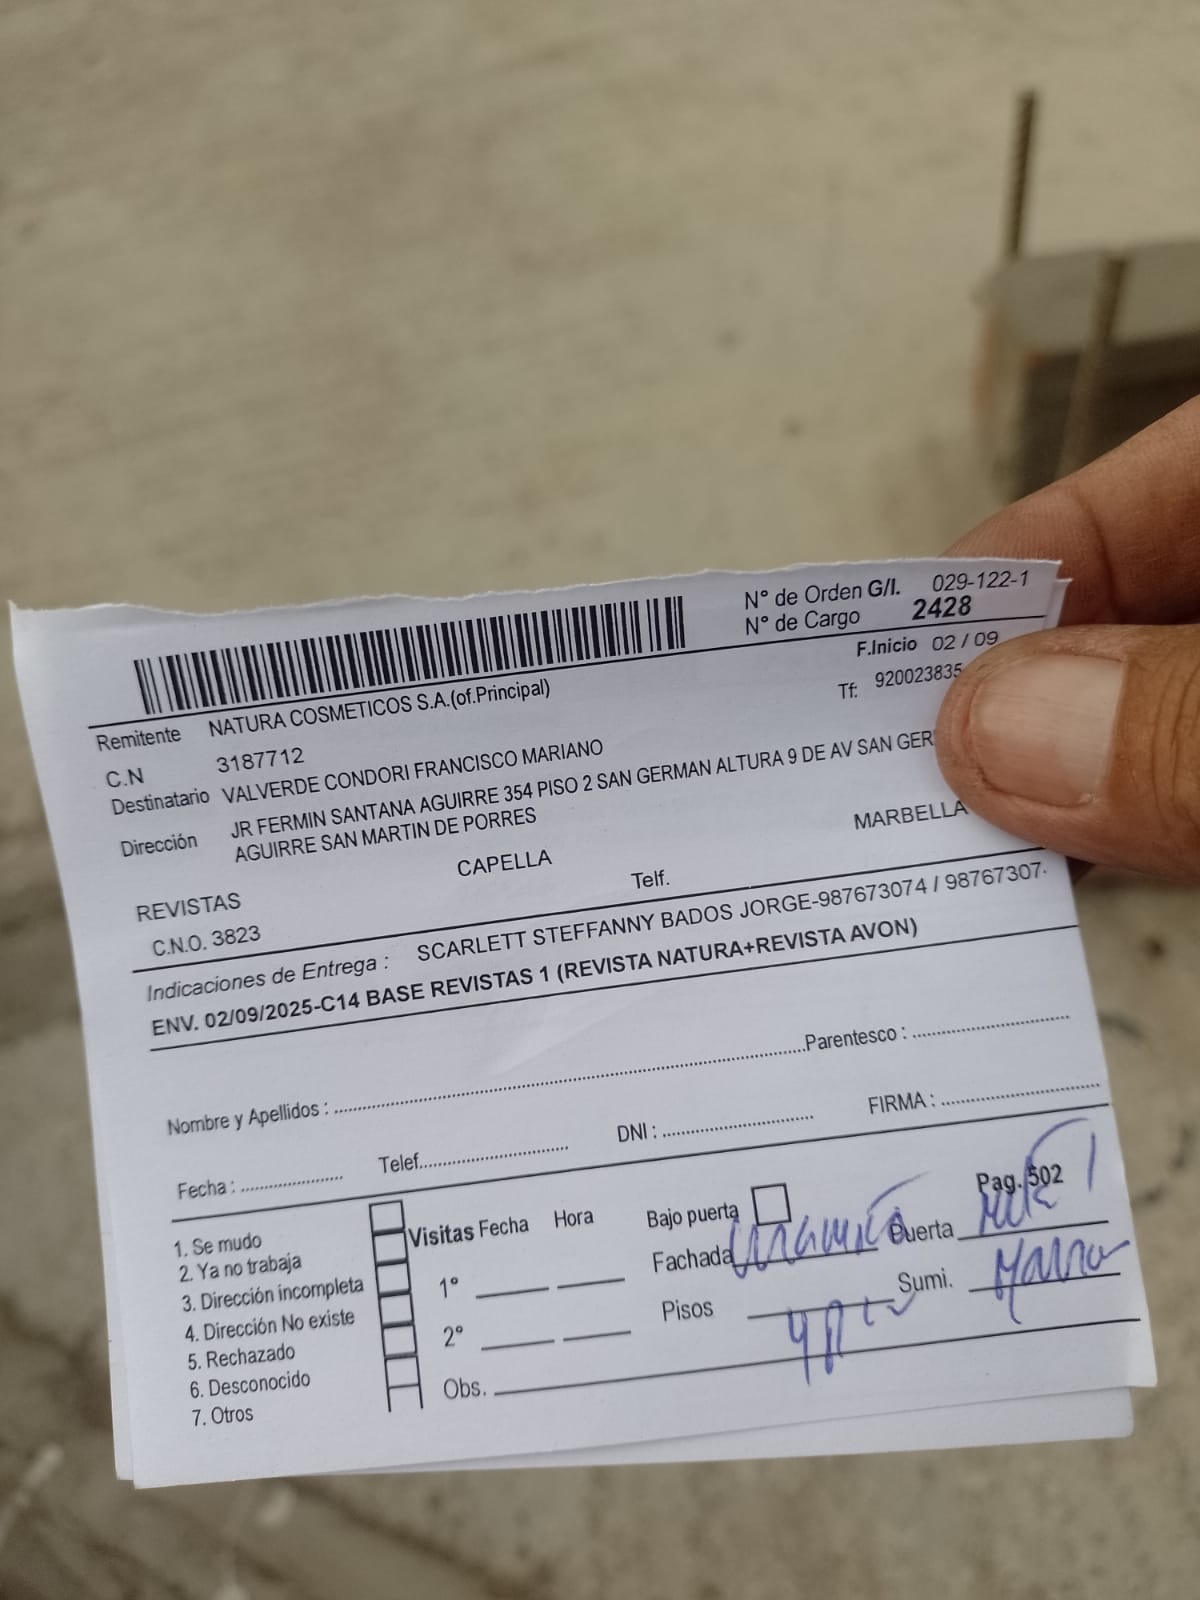 N° de Orden G/I. 029-122-1
N° de Cargo 2428
F.Inicio 02 / 09
Remitente NATURA COSMETICOS S.A.(of.Principal)
Tf: 920023835
C.N 3187712
Destinatario VALVERDE CONDORI FRANCISCO MARIANO
Dirección JR FERMIN SANTANA AGUIRRE 354 PISO 2 SAN GERMAN ALTURA 9 DE AV SAN GER
AGUIRRE SAN MARTIN DE PORRES
REVISTAS CAPELLA MARBELLA
C.N.O. 3823 Telf.
Indicaciones de Entrega : SCARLETT STEFFANNY BADOS JORGE-987673074 / 98767307
ENV. 02/09/2025-C14 BASE REVISTAS 1 (REVISTA NATURA+REVISTA AVON)
Nombre y Apellidos : Parentesco :
Fecha : Telef. DNI : FIRMA :
Pag. 502
1. Se mudo Visitas Fecha Hora Bajo puerta
2. Ya no trabaja Fachada Puerta
3. Dirección incompleta 1°
4. Dirección No existe Pisos Sumi.
5. Rechazado 2°
6. Desconocido
7. Otros Obs.